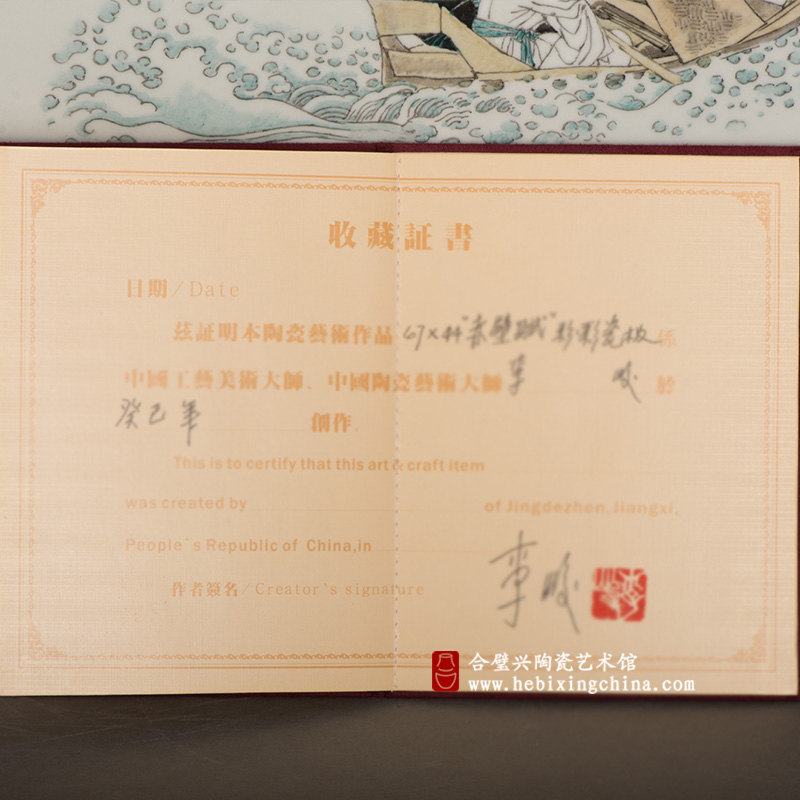 收藏証書
日期/Date
兹証明本陶瓷藝術作品 67×44"赤壁賦"粉彩瓷板 係
中國工藝美術大師、中國陶瓷藝術大師 李 峻 於
癸巳年 創作。
This is to certify that this art & craft item
was created by of Jingdezhen, Jiangxi,
People's Republic of China, in
作者簽名/Creator's signature
合璧兴陶瓷艺术馆
www.hebixingchina.com